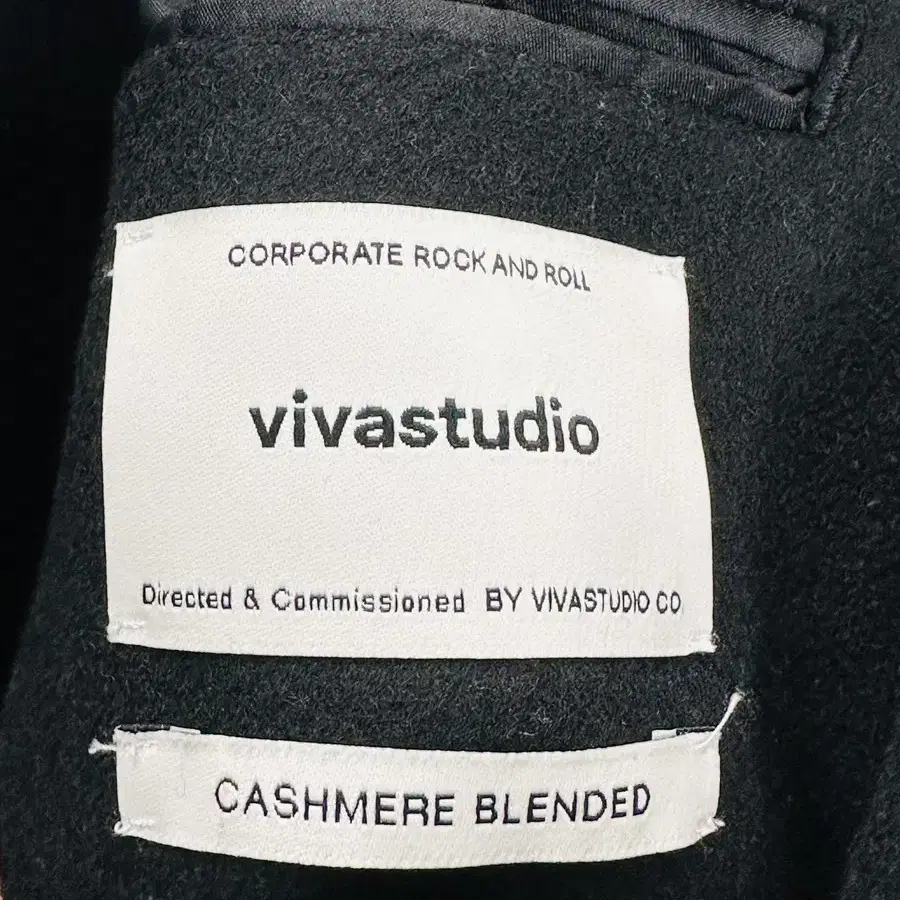 CORPORATE ROCK AND ROLL
vivastudio
Directed & Commissioned BY VIVASTUDIO CO.
CASHMERE BLENDED